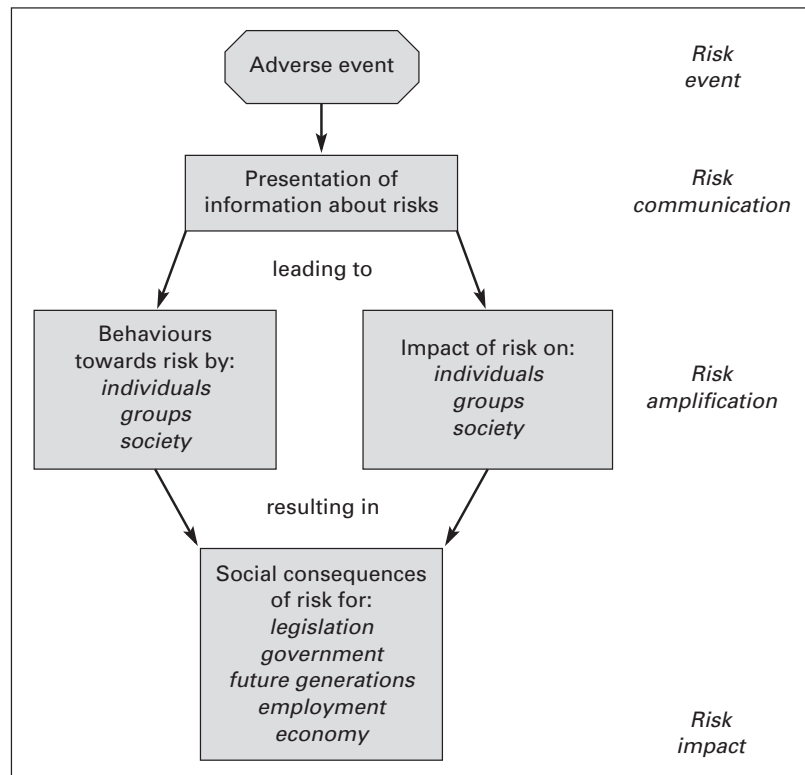 Adverse event
Risk
event
Presentation of
information about risks
Risk
communication
leading to
Behaviours
towards risk by:
individuals
groups
society
Impact of risk on:
individuals
groups
society
Risk
amplification
resulting in
Social consequences
of risk for:
legislation
government
future generations
employment
economy
Risk
impact